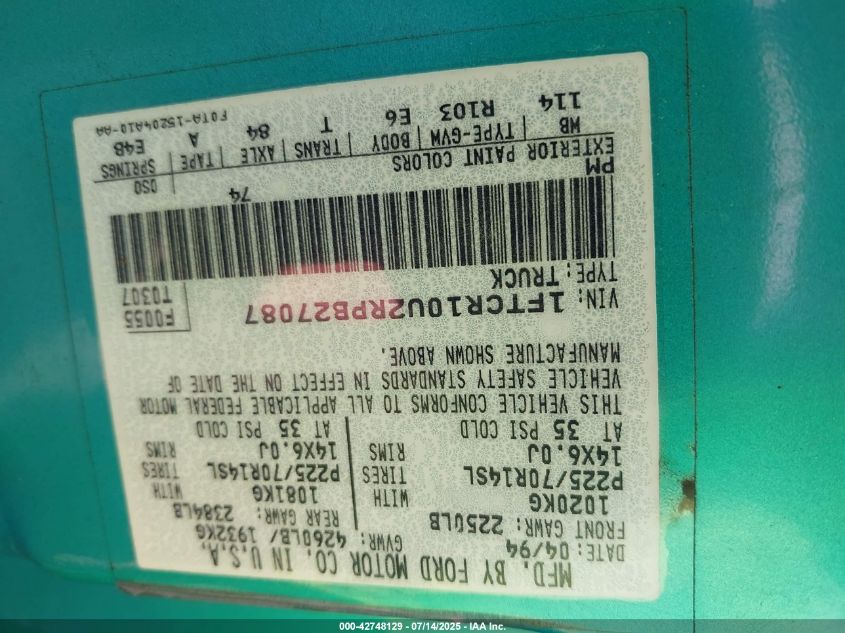 MFD. BY FORD MOTOR CO. IN U.S.A.
DATE: 04/94 GVWR: 4260LB/ 1932KG
FRONT GAWR: 2250LB REAR GAWR: 2384LB
1020KG WITH 1081KG WITH
P225/70R14SL TIRES P225/70R14SL TIRES
14X6.0J RIMS 14X6.0J RIMS
AT 35 PSI COLD AT 35 PSI COLD
THIS VEHICLE CONFORMS TO ALL APPLICABLE FEDERAL MOTOR
VEHICLE SAFETY STANDARDS IN EFFECT ON THE DATE OF
MANUFACTURE SHOWN ABOVE.
VIN: 1FTCR10U2RPB27087 F0055
TYPE: TRUCK T0307
74
PM DSO
EXTERIOR PAINT COLORS
WB TYPE-GVM BODY TRANS AXLE TAPE SPRINGS
114 R103 E6 T 84 A E4B
F0TA-15204A10-AA
000-42748129 - 07/14/2025 - IAA Inc.